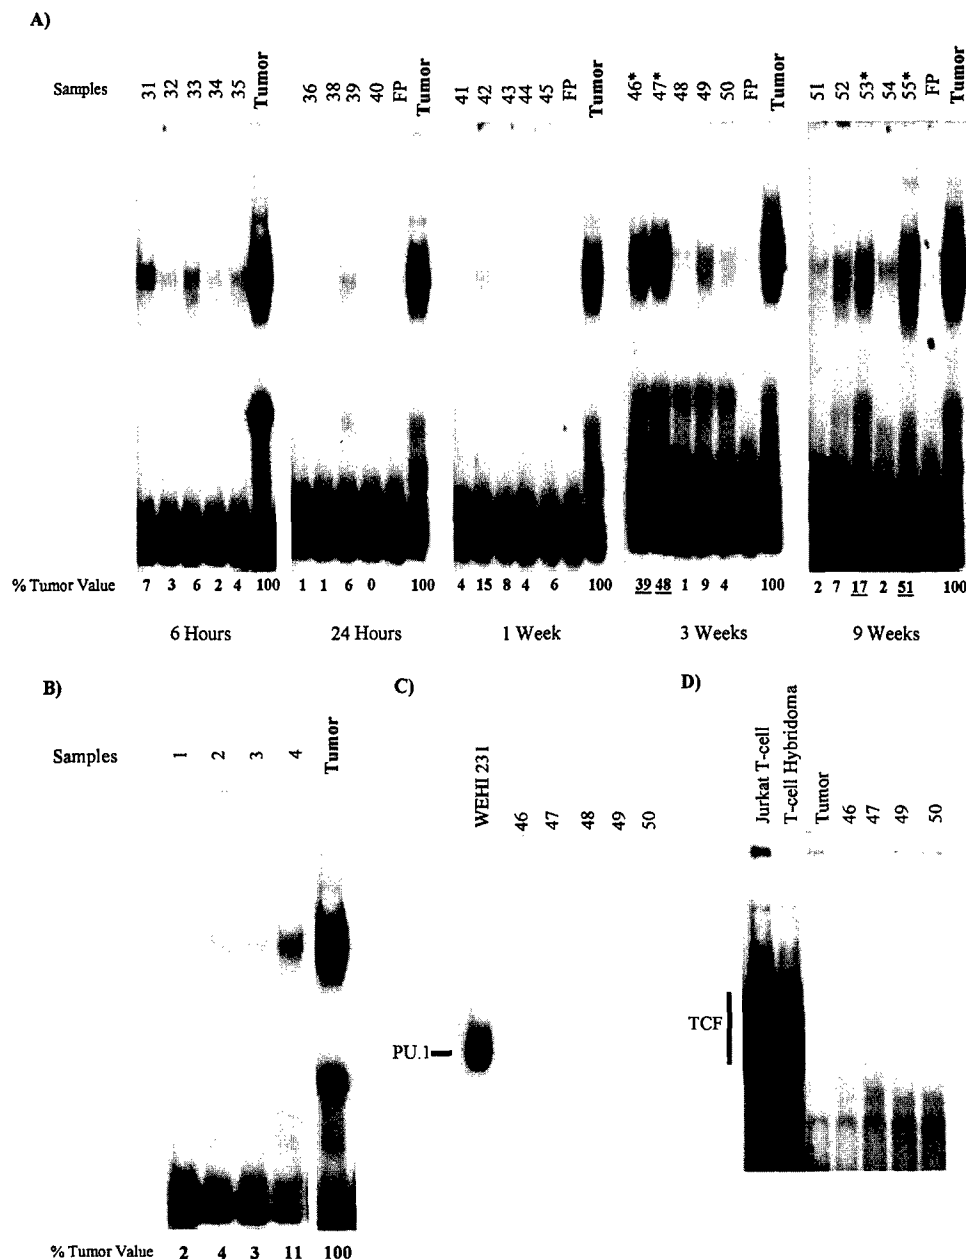 A)
Samples 31 32 33 34 35 Tumor 36 38 39 40 FP Tumor 41 42 43 44 45 FP Tumor 46* 47* 48 49 50 FP Tumor 51 52 53* 54 55* FP Tumor
% Tumor Value 7 3 6 2 4 100 1 1 6 0 100 4 15 8 4 6 100 39 48 1 9 4 100 2 7 17 2 51 100
6 Hours 24 Hours 1 Week 3 Weeks 9 Weeks
B)
Samples 1 2 3 4 Tumor
% Tumor Value 2 4 3 11 100
C)
WEHI 231 46 47 48 49 50
PU.1
D)
Jurkat T-cell T-cell Hybridoma Tumor 46 47 49 50
TCF